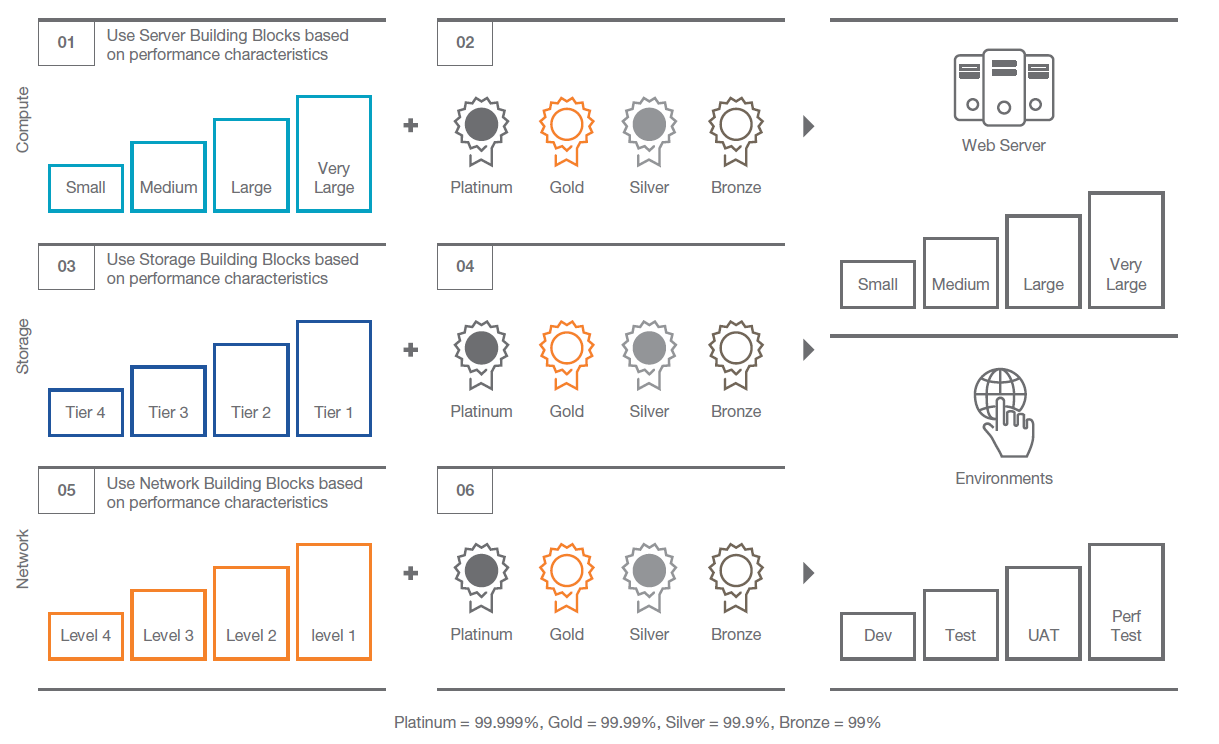 01
Use Server Building Blocks based
on performance characteristics
Compute
Small
Medium
Large
Very
Large
02
Platinum
Gold
Silver
Bronze
Web Server
Small
Medium
Large
Very
Large
03
Use Storage Building Blocks based
on performance characteristics
Storage
Tier 4
Tier 3
Tier 2
Tier 1
04
Platinum
Gold
Silver
Bronze
Environments
05
Use Network Building Blocks based
on performance characteristics
Network
Level 4
Level 3
Level 2
level 1
06
Platinum
Gold
Silver
Bronze
Dev
Test
UAT
Perf
Test
Platinum = 99.999%, Gold = 99.99%, Silver = 99.9%, Bronze = 99%